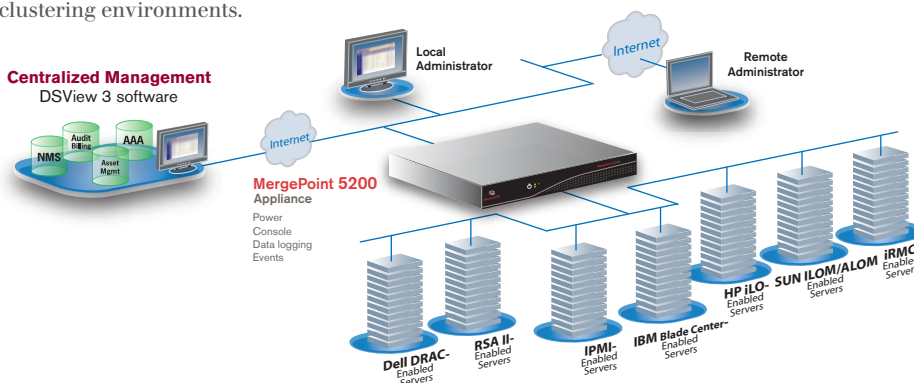 clustering environments.
Centralized Management
DSView 3 software
NMS
Audit
Billing
AAA
Asset
Mgmt
Internet
Local
Administrator
Internet
Remote
Administrator
MergePoint 5200
Appliance
Power
Console
Data logging
Events
Dell DRAC-
Enabled
Servers
RSA II-
Enabled
Servers
IPMI-
Enabled
Servers
IBM Blade Center-
Enabled
Servers
HP iLO-
Enabled
Servers
SUN ILOM/ALOM
Enabled
Servers
iRMC
Enabled
Servers